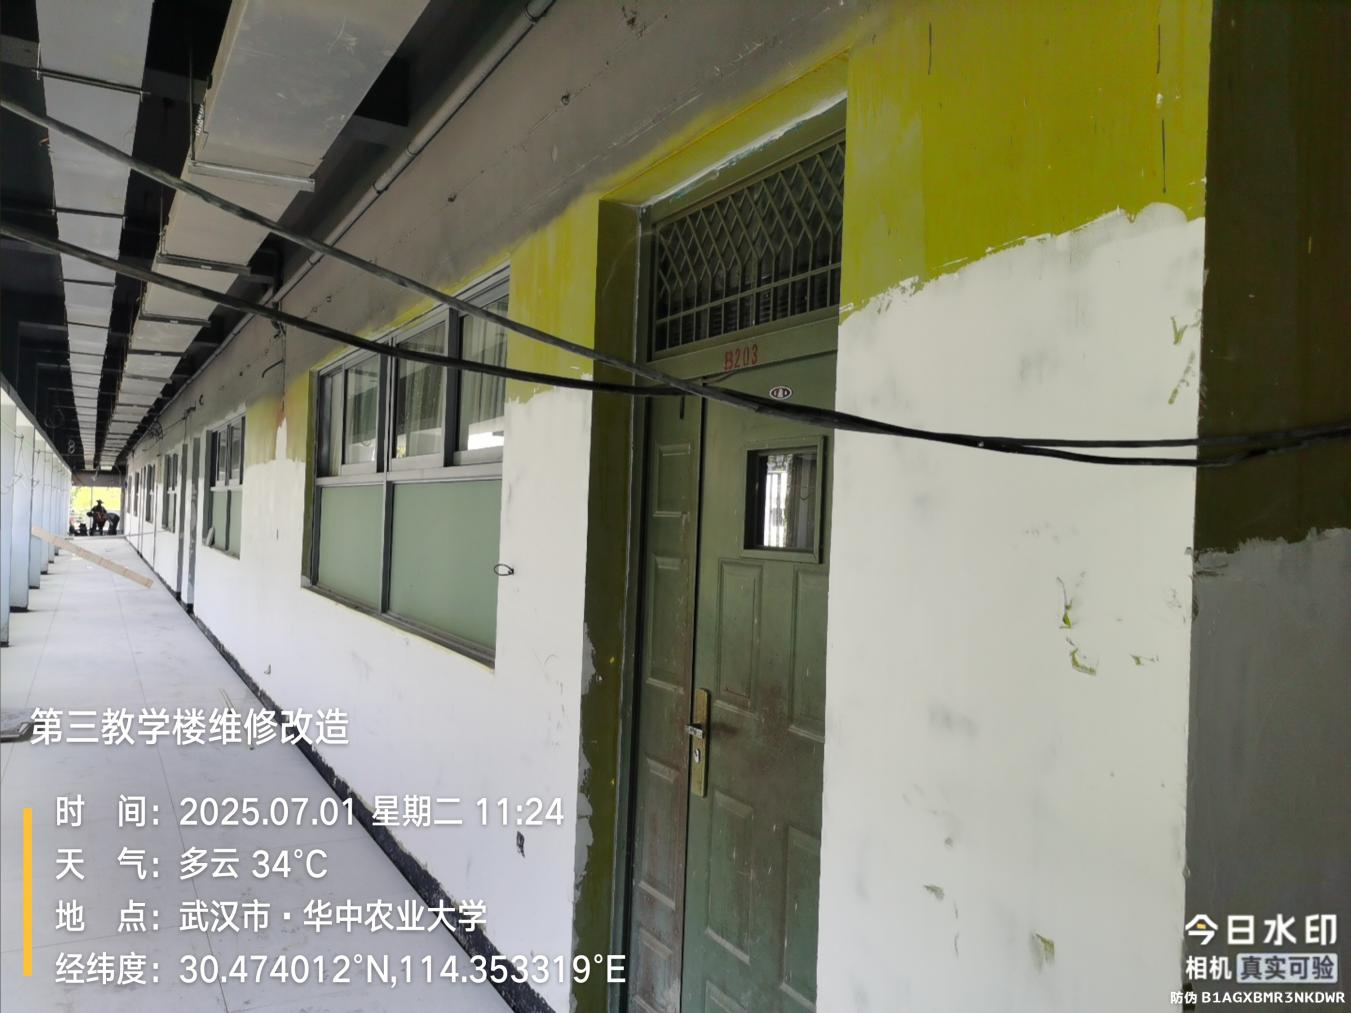 B203
第三教学楼维修改造
时 间：2025.07.01 星期二 11:24
天 气：多云 34°C
地 点：武汉市·华中农业大学
经纬度：30.474012°N,114.353319°E
今日水印
相机 真实可验
防伪 B1AGXBMR3NKDWR